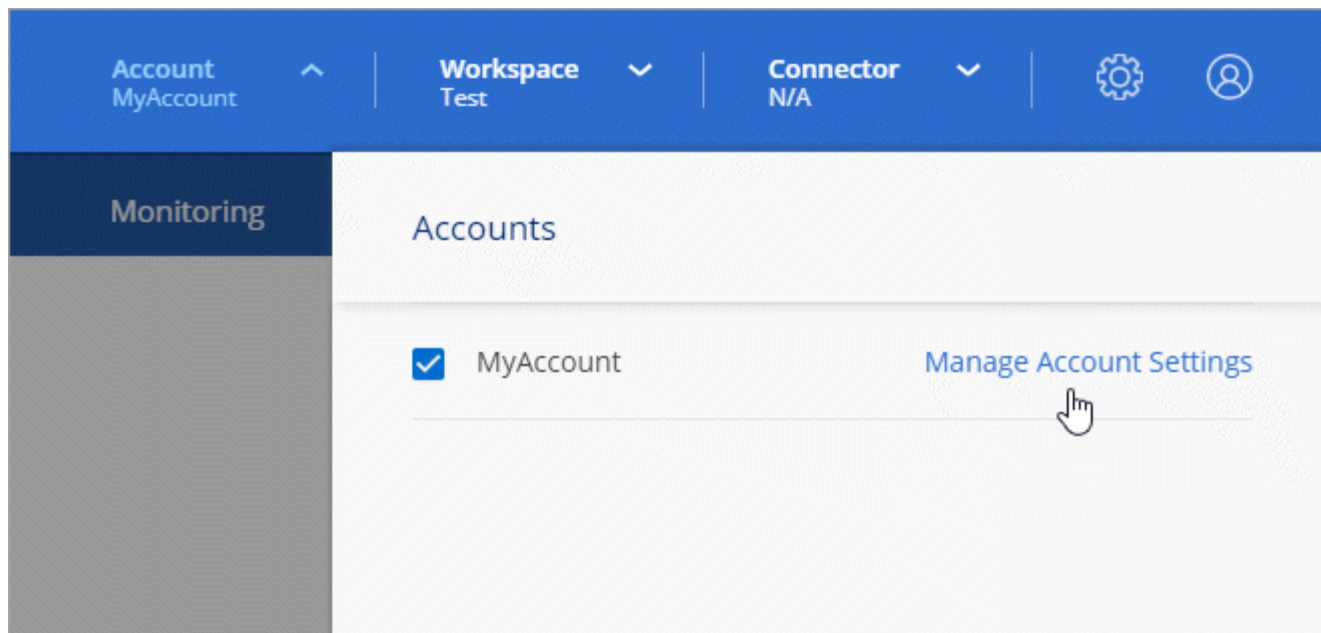 Account
MyAccount
Workspace
Test
Connector
N/A
Monitoring
Accounts
MyAccount
Manage Account Settings